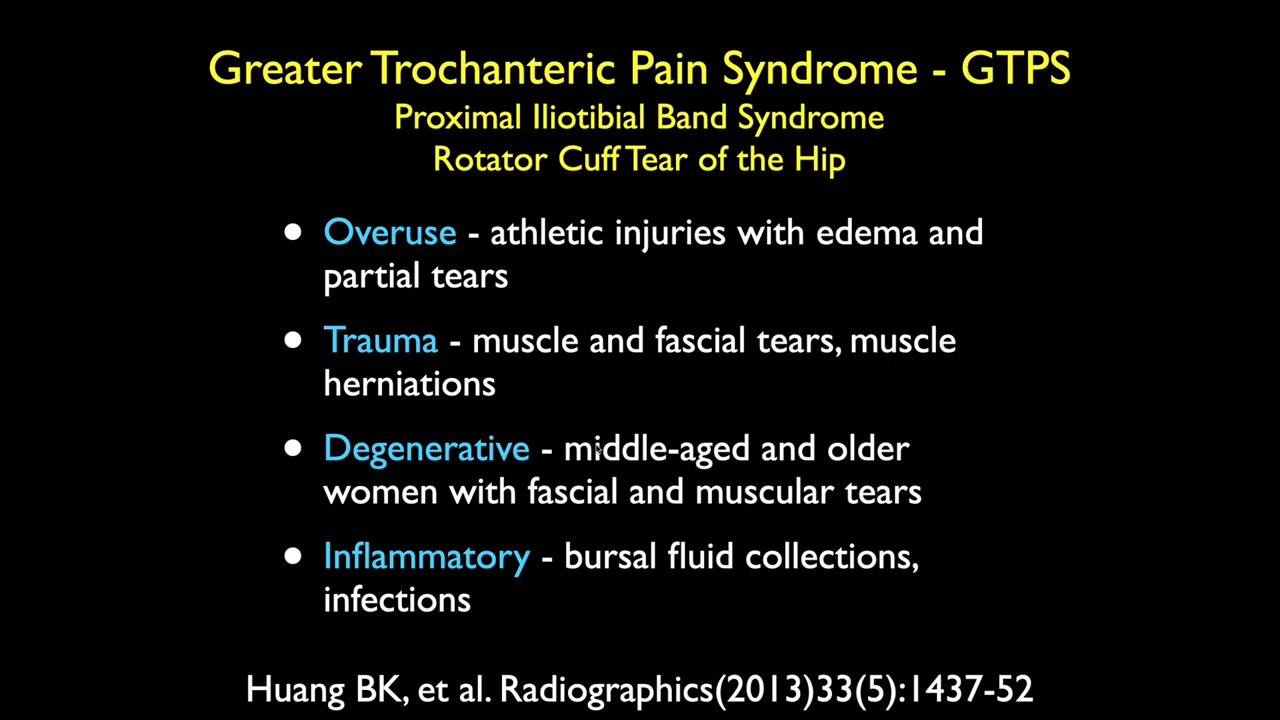 Greater Trochanteric Pain Syndrome - GTPS
Proximal Iliotibial Band Syndrome
Rotator Cuff Tear of the Hip
• Overuse - athletic injuries with edema and
partial tears
• Trauma - muscle and fascial tears, muscle
herniations
• Degenerative - middle-aged and older
women with fascial and muscular tears
• Inflammatory - bursal fluid collections,
infections
Huang BK, et al. Radiographics(2013)33(5):1437-52